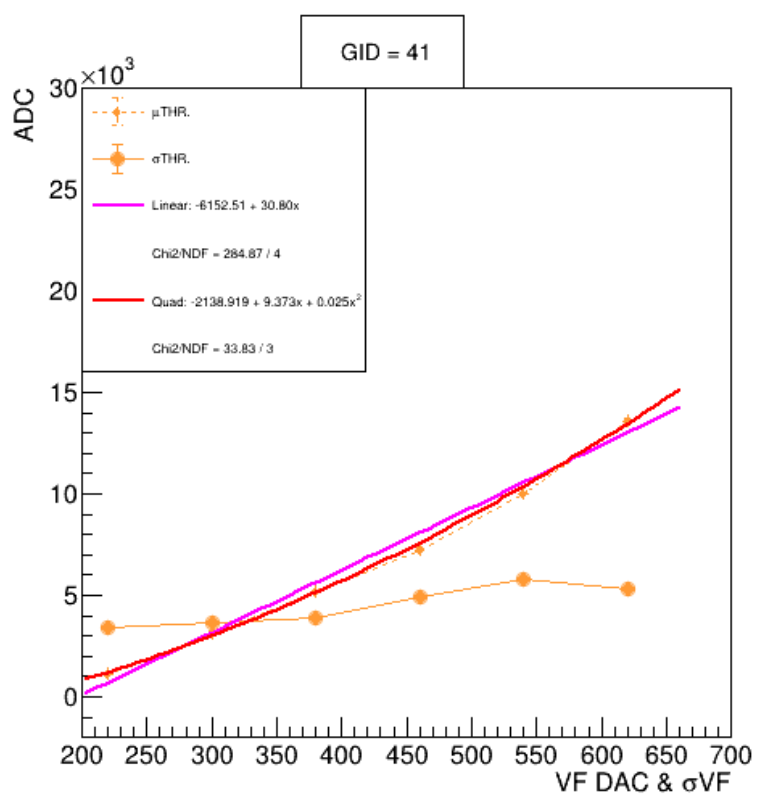 GID = 41
×10³
ADC
30
25
20
15
10
5
0
μTHR.
σTHR.
Linear: -6152.51 + 30.80x
Chi2/NDF = 284.87 / 4
Quad: -2138.919 + 9.373x + 0.025x²
Chi2/NDF = 33.83 / 3
200 250 300 350 400 450 500 550 600 650 700
VF DAC & σVF